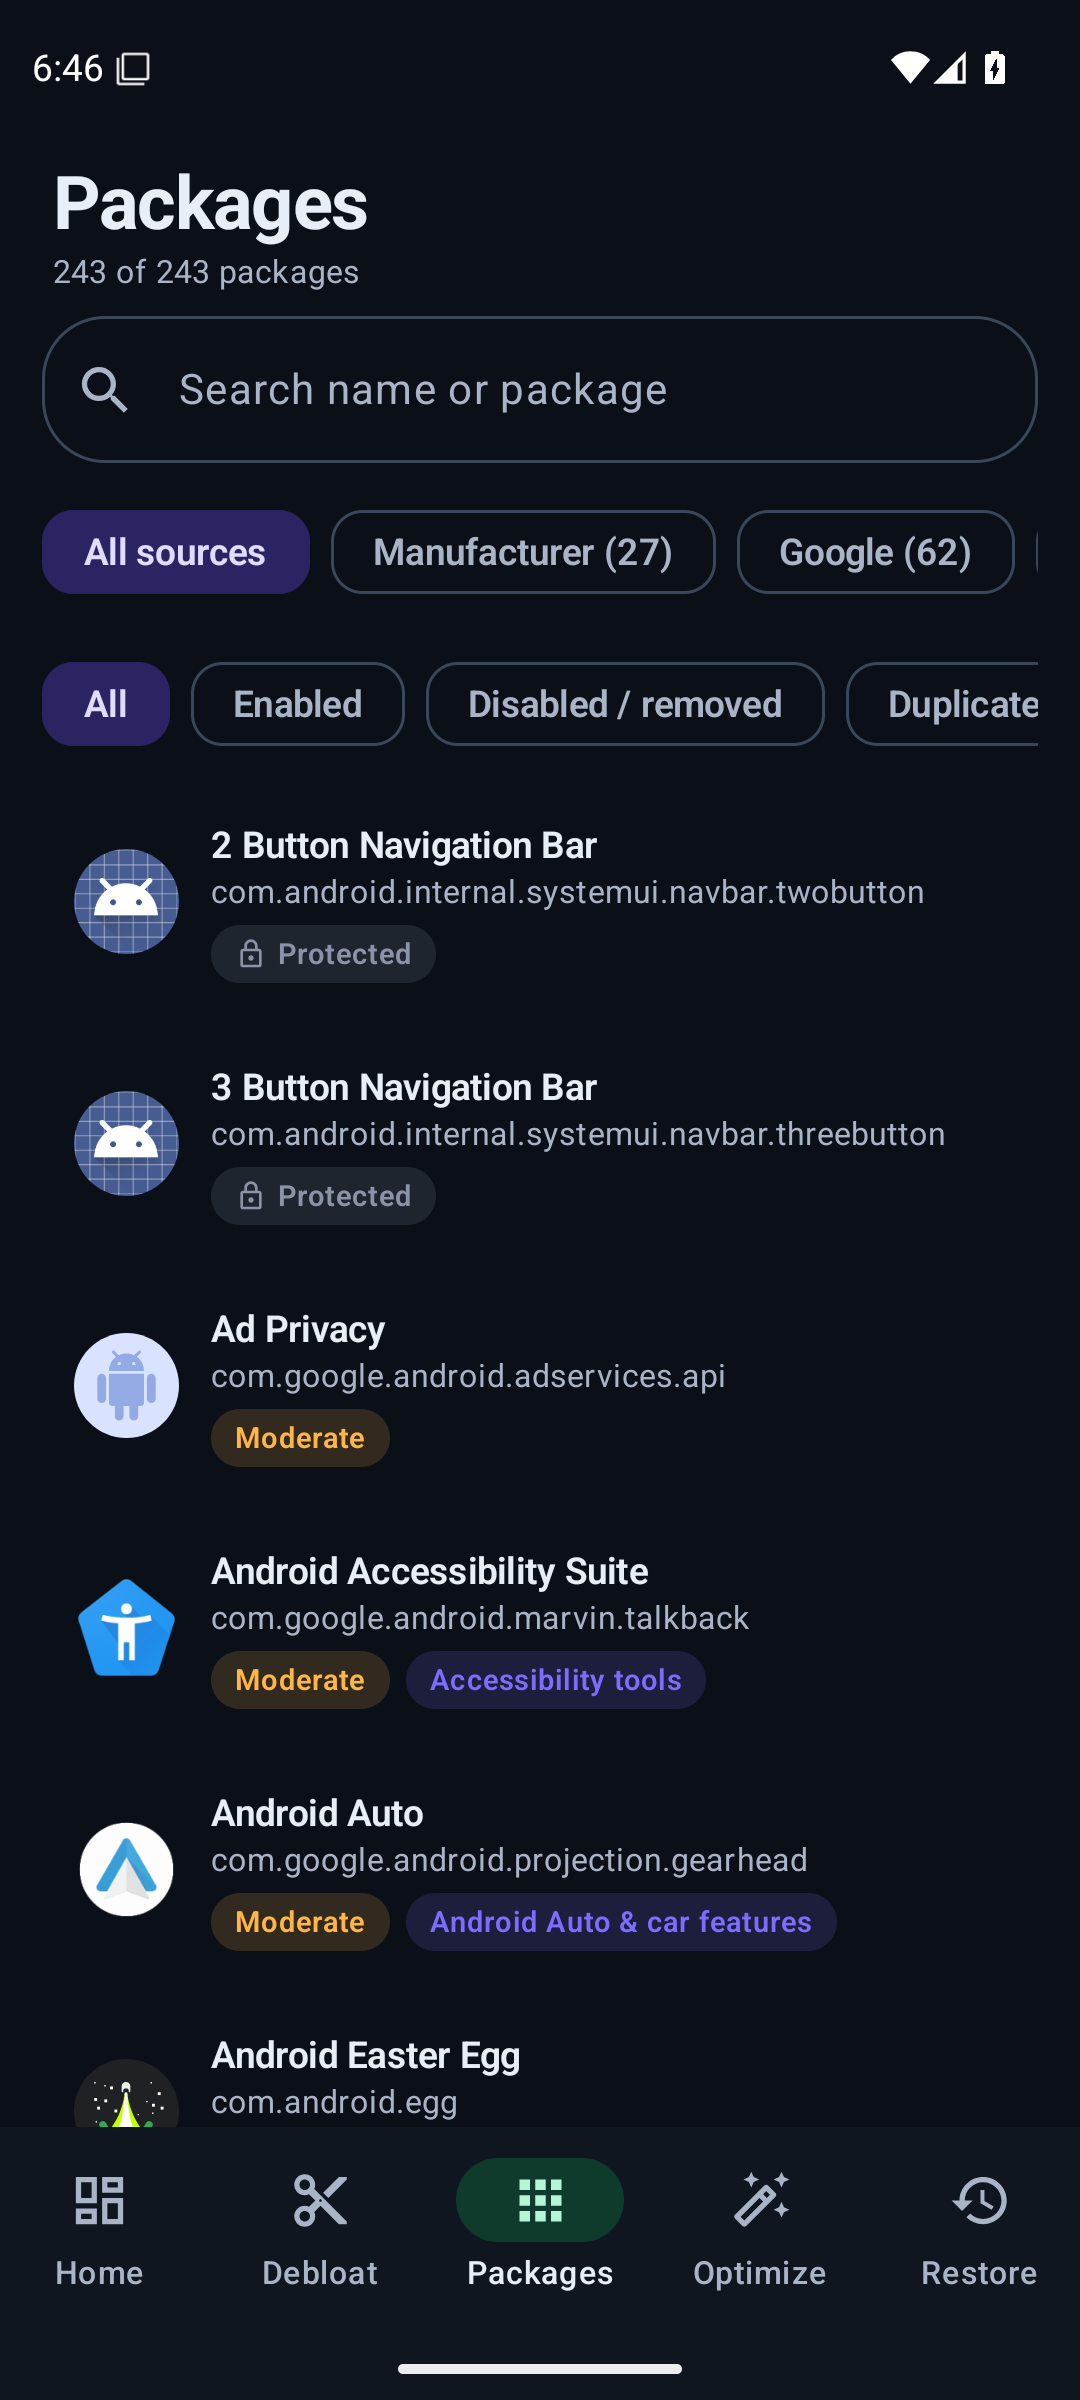 6:46
Packages
243 of 243 packages
Search name or package
All sources
Manufacturer (27)
Google (62)
All
Enabled
Disabled / removed
Duplicate
2 Button Navigation Bar
com.android.internal.systemui.navbar.twobutton
Protected
3 Button Navigation Bar
com.android.internal.systemui.navbar.threebutton
Protected
Ad Privacy
com.google.android.adservices.api
Moderate
Android Accessibility Suite
com.google.android.marvin.talkback
Moderate
Accessibility tools
Android Auto
com.google.android.projection.gearhead
Moderate
Android Auto & car features
Android Easter Egg
com.android.egg
Home
Debloat
Packages
Optimize
Restore